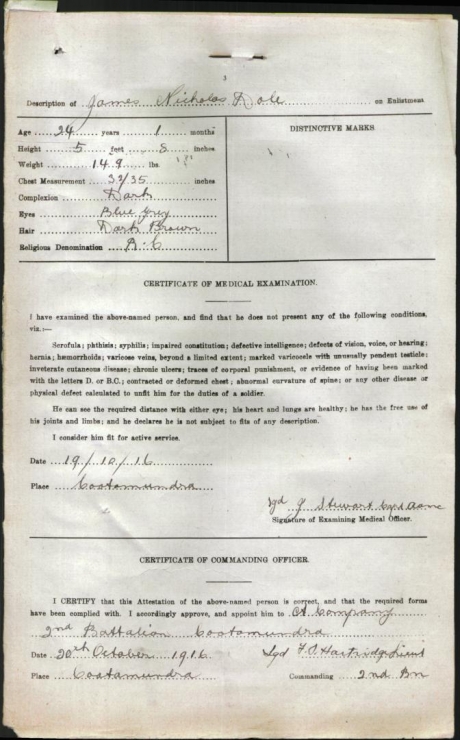 3
Description of James Nicholas Dole on Enlistment
Age 24 years 1 months
Height 5 feet 8 inches
Weight 149 lbs.
Chest Measurement 33/35 inches
Complexion Dark
Eyes Blue Grey
Hair Dark Brown
Religious Denomination R.C
DISTINCTIVE MARKS
CERTIFICATE OF MEDICAL EXAMINATION.
I have examined the above-named person, and find that he does not present any of the following conditions,
viz.:—
Scrofula; phthisis; syphilis; impaired constitution; defective intelligence; defects of vision, voice, or hearing;
hernia; hæmorrhoids; varicose veins, beyond a limited extent; marked varicocele with unusually pendent testicle;
inveterate cutaneous disease; chronic ulcers; traces of corporal punishment, or evidence of having been marked
with the letters D. or B.C.; contracted or deformed chest; abnormal curvature of spine; or any other disease or
physical defect calculated to unfit him for the duties of a soldier.
He can see the required distance with either eye; his heart and lungs are healthy; he has the free use of
his joints and limbs; and he declares he is not subject to fits of any description.
I consider him fit for active service.
Date 19/10/16
Place Cootamundra
Sgd J Stewart Capt AAMC
Signature of Examining Medical Officer.
CERTIFICATE OF COMMANDING OFFICER.
I CERTIFY that this Attestation of the above-named person is correct, and that the required forms
have been complied with. I accordingly approve, and appoint him to A Company
2nd Battalion Cootamundra
Date 20th October 1916 Sgd Hartridge Lieut
Place Cootamundra Commanding 2nd Bn